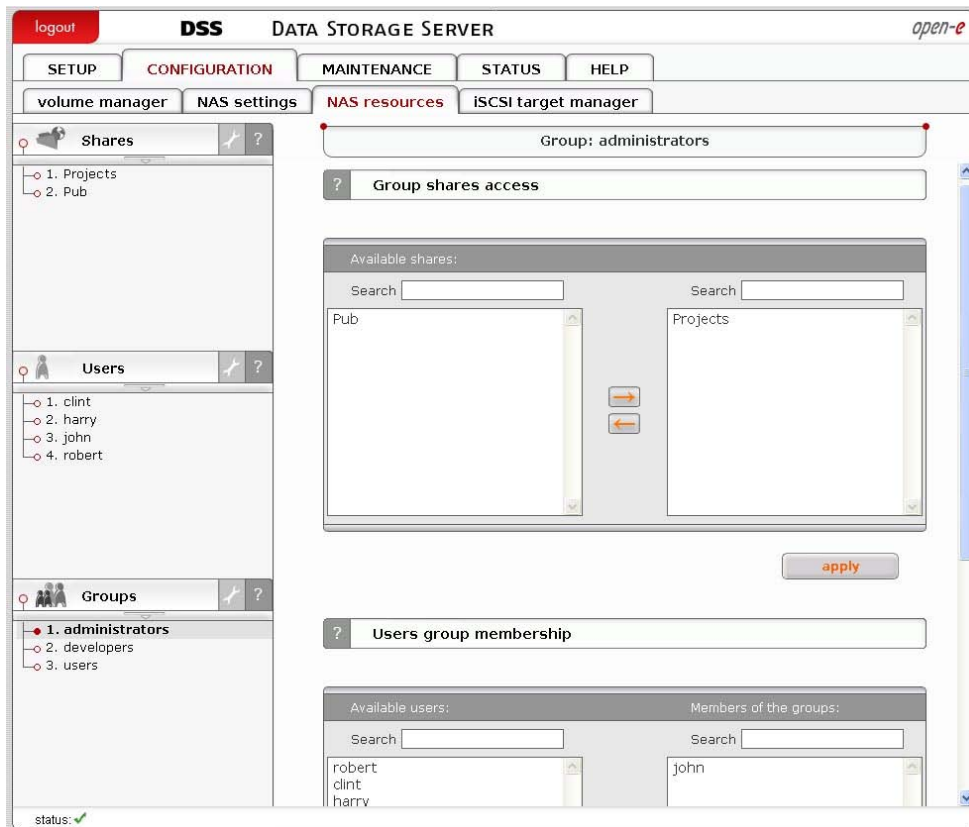 logout
DSS DATA STORAGE SERVER
open-e
SETUP CONFIGURATION MAINTENANCE STATUS HELP
volume manager NAS settings NAS resources iSCSI target manager
Shares ?
1. Projects
2. Pub
Users ?
1. clint
2. harry
3. john
4. robert
Groups ?
1. administrators
2. developers
3. users
Group: administrators
? Group shares access
Available shares:
Search Search
Pub Projects
→
←
apply
? Users group membership
Available users: Members of the groups:
Search Search
robert john
clint
harry
status: